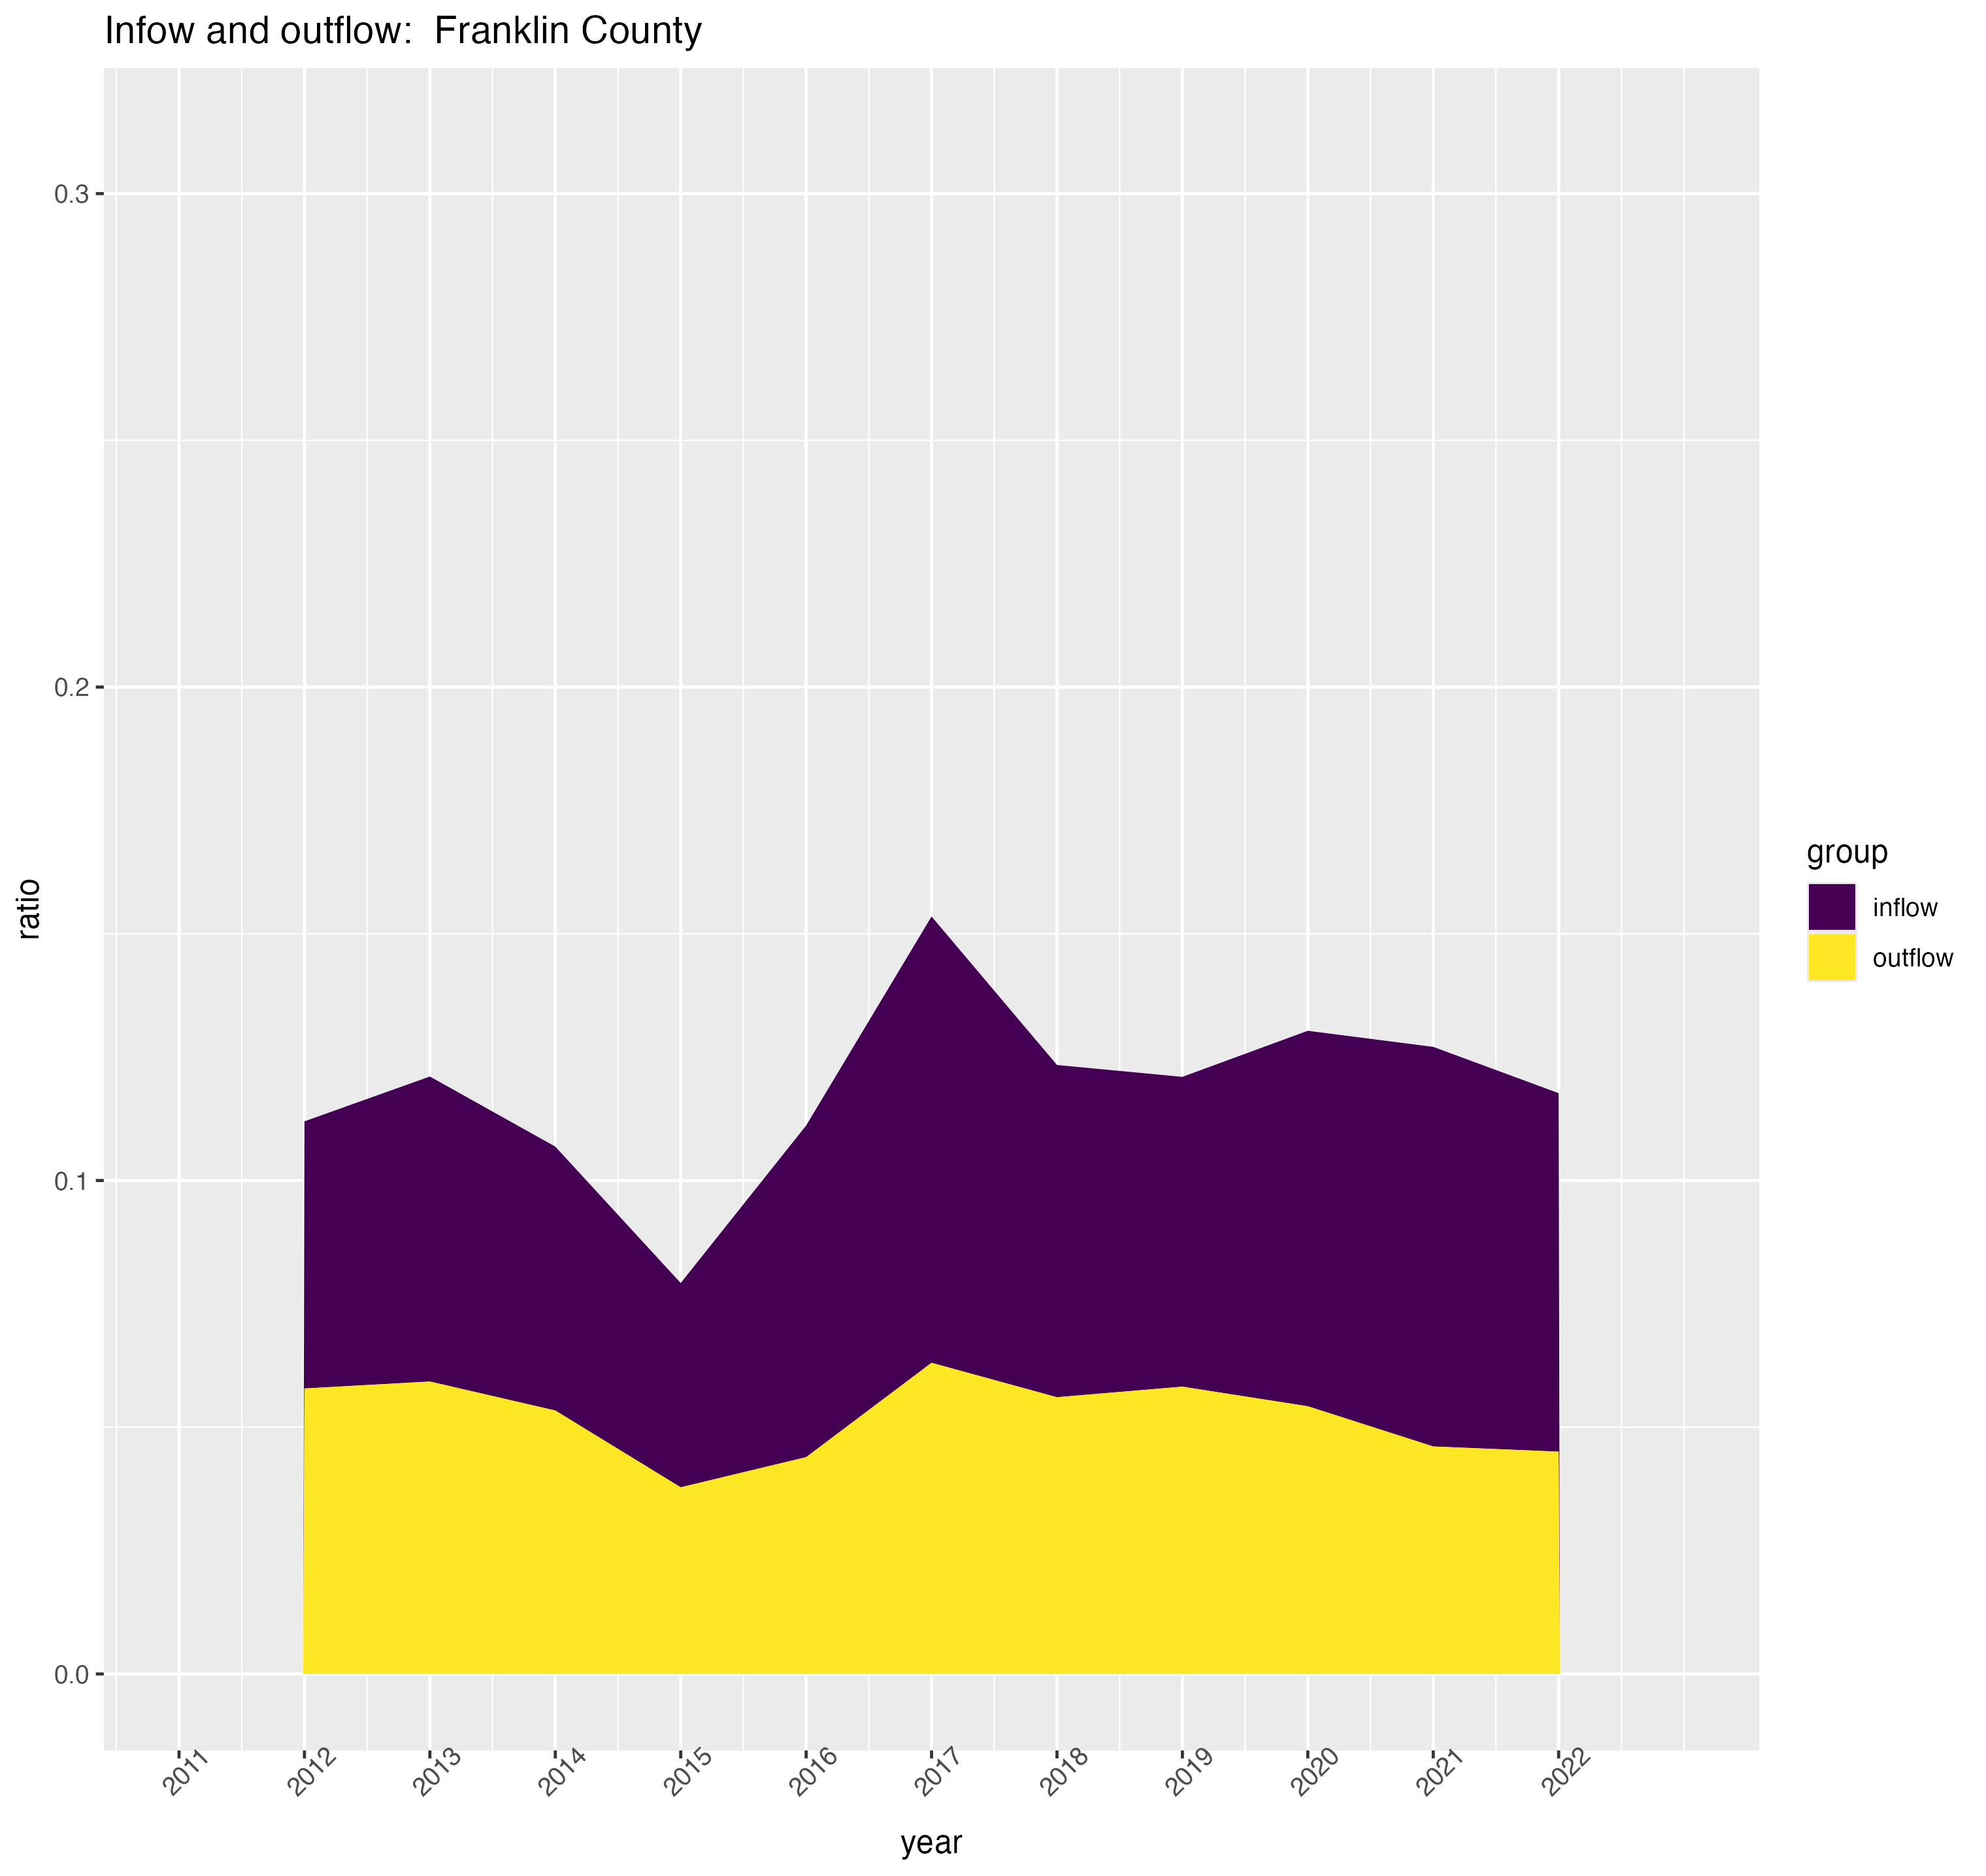 Infow and outflow:  Franklin County
ratio
0.3
0.2
0.1
0.0
2011
2012
2013
2014
2015
2016
2017
2018
2019
2020
2021
2022
year
group
inflow
outflow